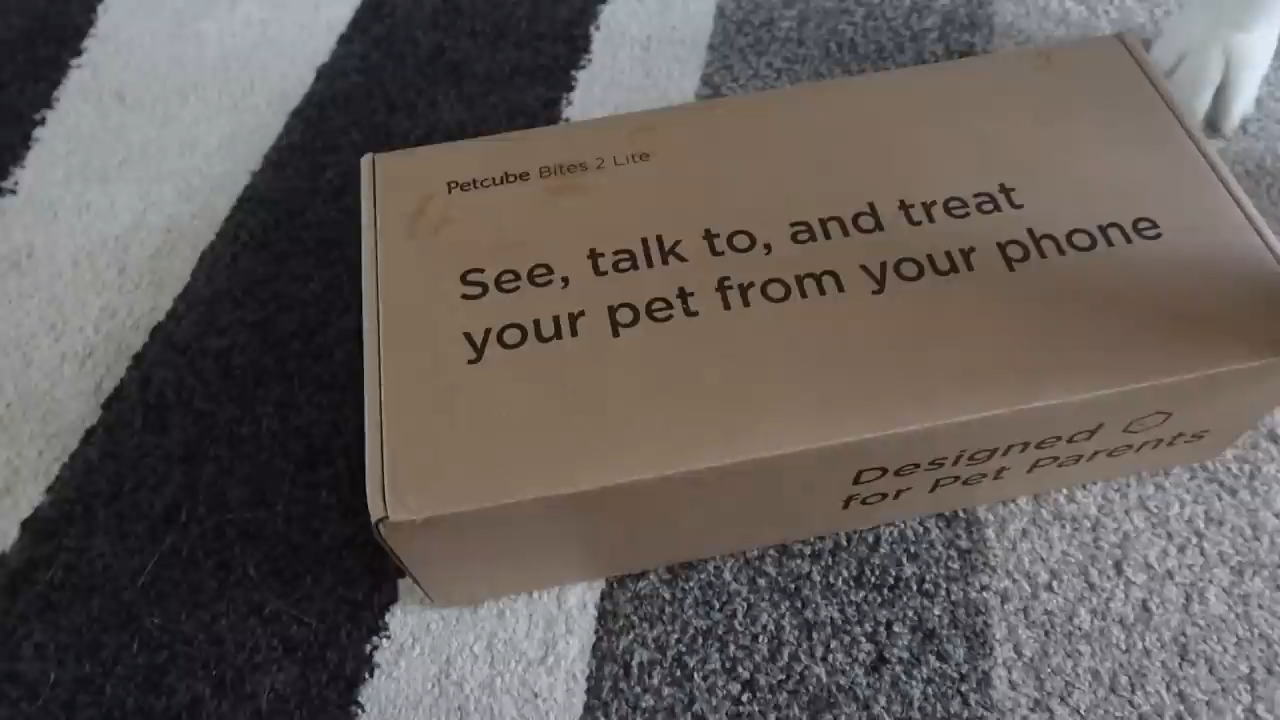 Petcube Bites 2 Lite
See, talk to, and treat
your pet from your phone
Designed
for Pet Parents